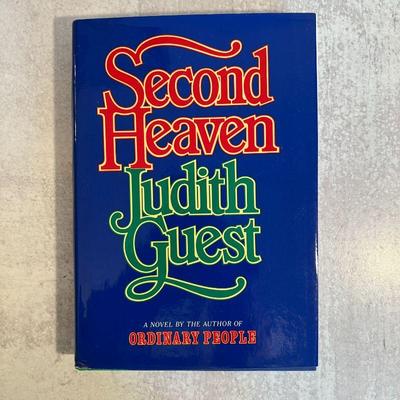 Second
Heaven
Judith
Guest
A NOVEL BY THE AUTHOR OF
ORDINARY PEOPLE